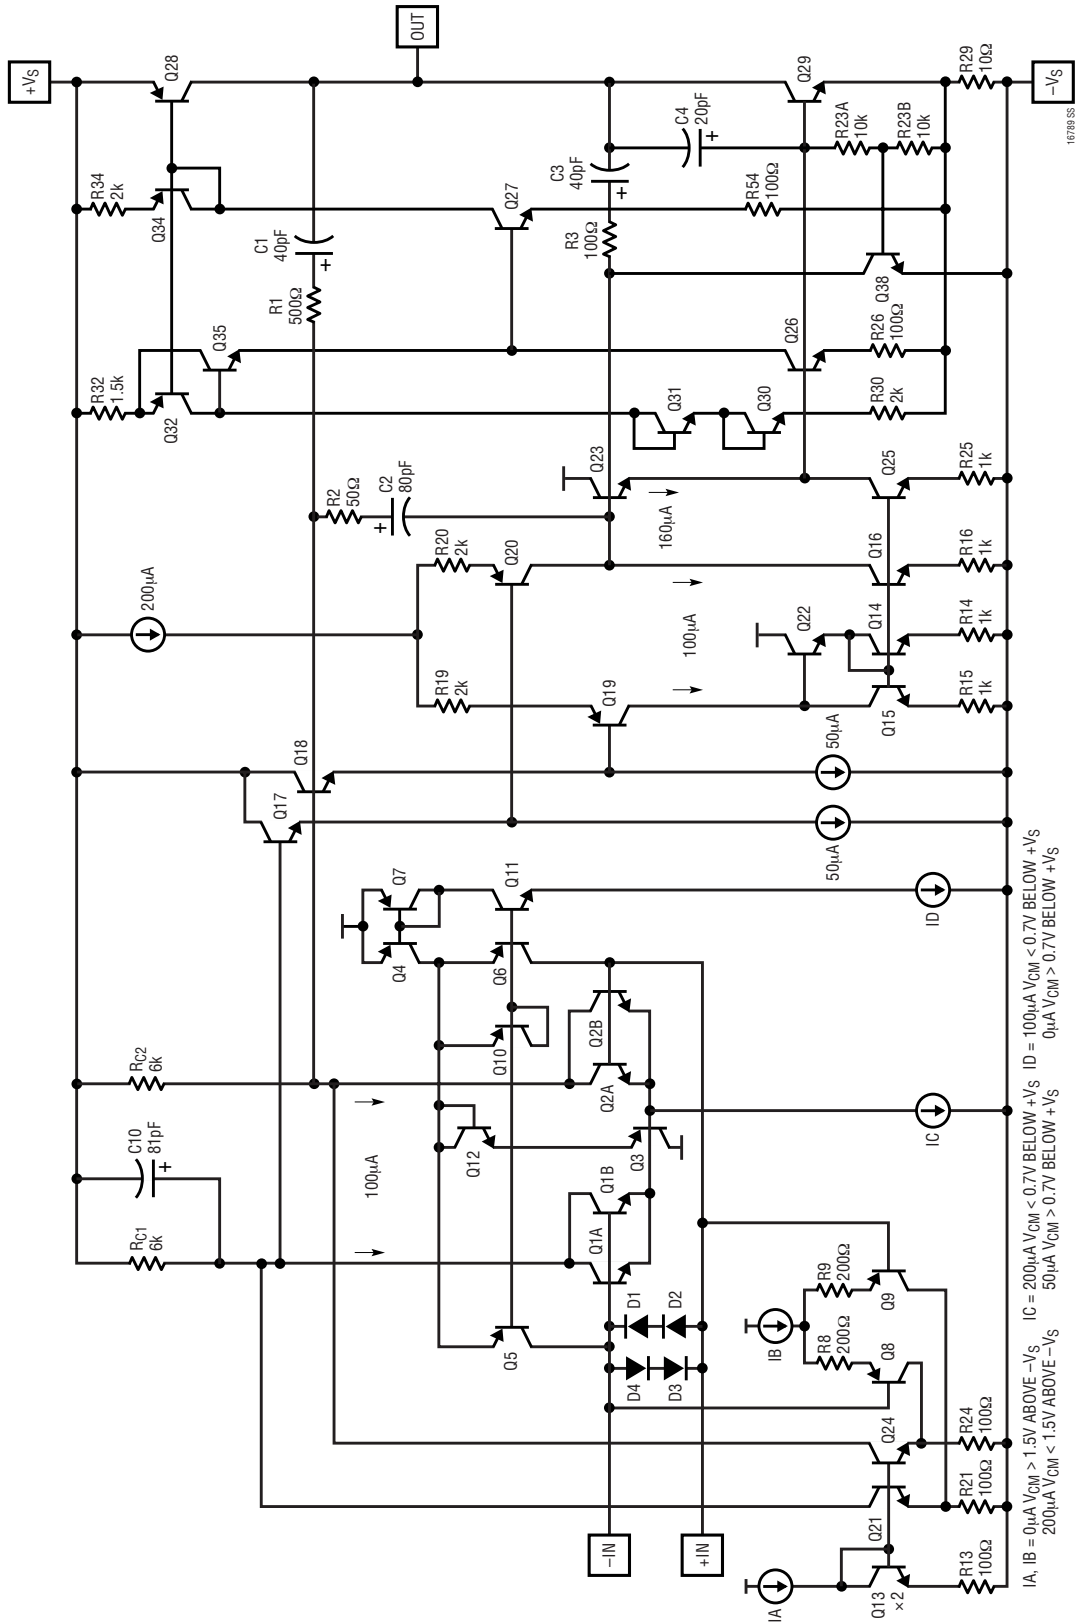 +VS
R34
2k
Q28
Q34
R32
1.5k
Q32
Q35
C1
40pF
R1
500Ω
OUT
Q27
200µA
R2
50Ω
C2
80pF
R19
2k
R20
2k
Q20
Q19
Q23
160µA
Q31
Q30
C3
40pF
R3
100Ω
C4
20pF
Q29
R54
100Ω
R23A
10k
R23B
10k
Q38
Q26
R26
100Ω
R30
2k
R29
10Ω
–VS
16789 SS
Q22
100µA
Q15
Q14
Q16
Q25
R15
1k
R14
1k
R16
1k
R25
1k
Q17
Q18
50µA
50µA
RC1
6k
C10
81pF
RC2
6k
100µA
Q4
Q7
Q11
Q6
Q10
Q12
Q5
Q1A
Q1B
Q3
Q2A
Q2B
D1
D2
D4
D3
IB
R8
200Ω
R9
200Ω
Q8
Q9
IC
ID
–IN
+IN
IA
Q13
×2
Q21
Q24
R13
100Ω
R21
100Ω
R24
100Ω
IA, IB = 0µA VCM > 1.5V ABOVE –VS
200µA VCM < 1.5V ABOVE –VS
IC = 200µA VCM < 0.7V BELOW +VS
50µA VCM > 0.7V BELOW +VS
ID = 100µA VCM < 0.7V BELOW +VS
0µA VCM > 0.7V BELOW +VS